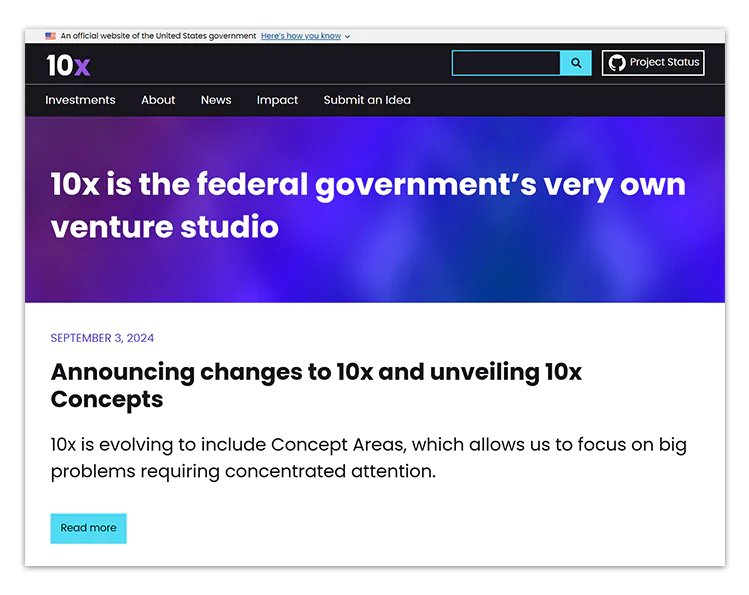 An official website of the United States government Here's how you know
10x
Project Status
Investments About News Impact Submit an Idea
10x is the federal government’s very own
venture studio
SEPTEMBER 3, 2024
Announcing changes to 10x and unveiling 10x
Concepts
10x is evolving to include Concept Areas, which allows us to focus on big
problems requiring concentrated attention.
Read more